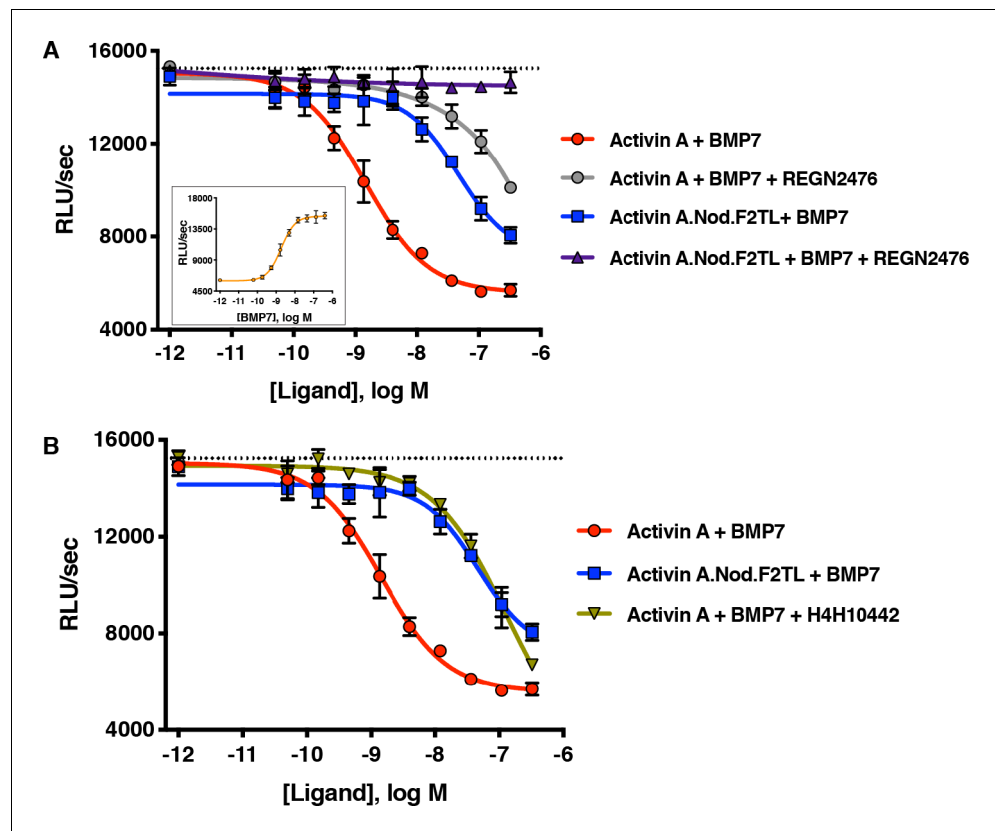 A
16000
12000
8000
4000
RLU/sec
-12 -11 -10 -9 -8 -7 -6
[Ligand], log M
18000
13500
9000
4500
RLU/sec
-12 -11 -10 -9 -8 -7 -6
[BMP7], log M
Activin A + BMP7
Activin A + BMP7 + REGN2476
Activin A.Nod.F2TL+ BMP7
Activin A.Nod.F2TL + BMP7 + REGN2476
B
16000
12000
8000
4000
RLU/sec
-12 -11 -10 -9 -8 -7 -6
[Ligand], log M
Activin A + BMP7
Activin A.Nod.F2TL + BMP7
Activin A + BMP7 + H4H10442